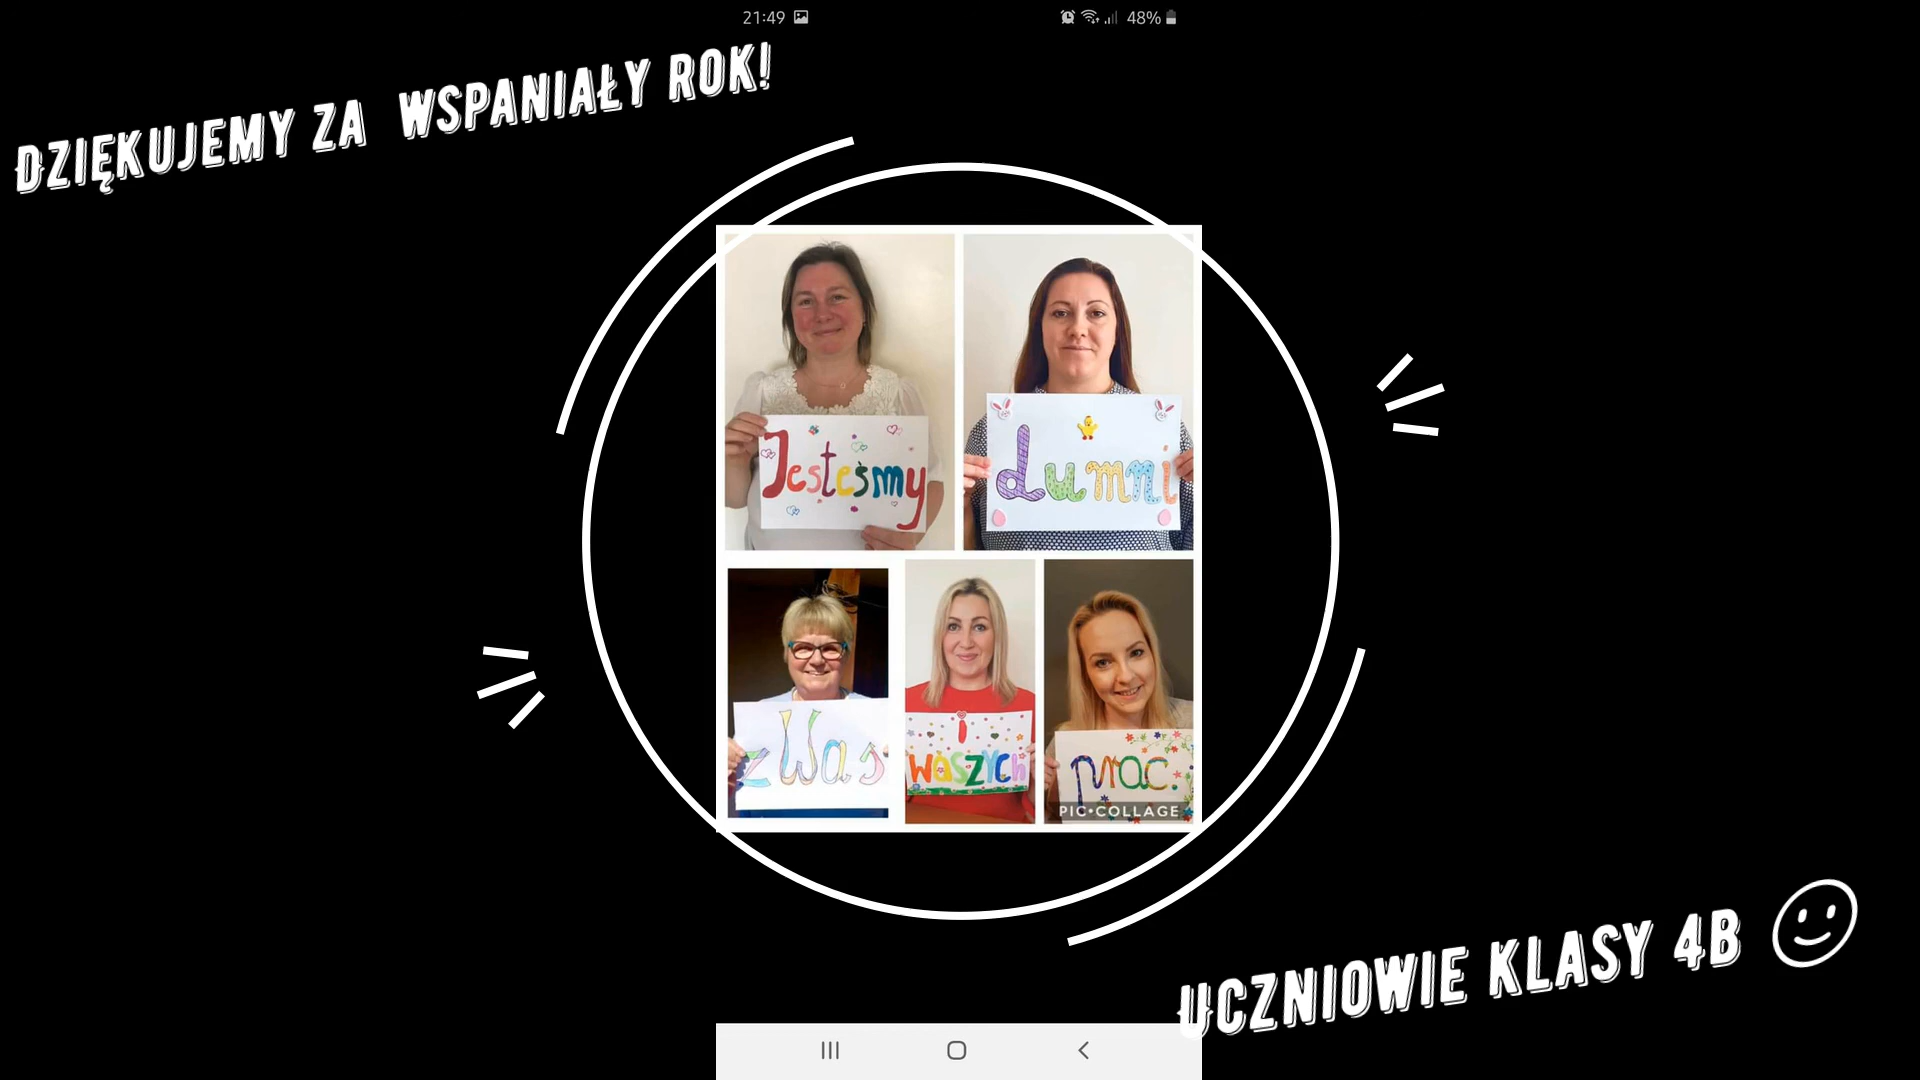 21:49
48%
DZIĘKUJEMY ZA WSPANIAŁY ROK!
Jesteśmy
dumni
z Was
i
waszych
prac.
PIC•COLLAGE
UCZNIOWIE KLASY 4B